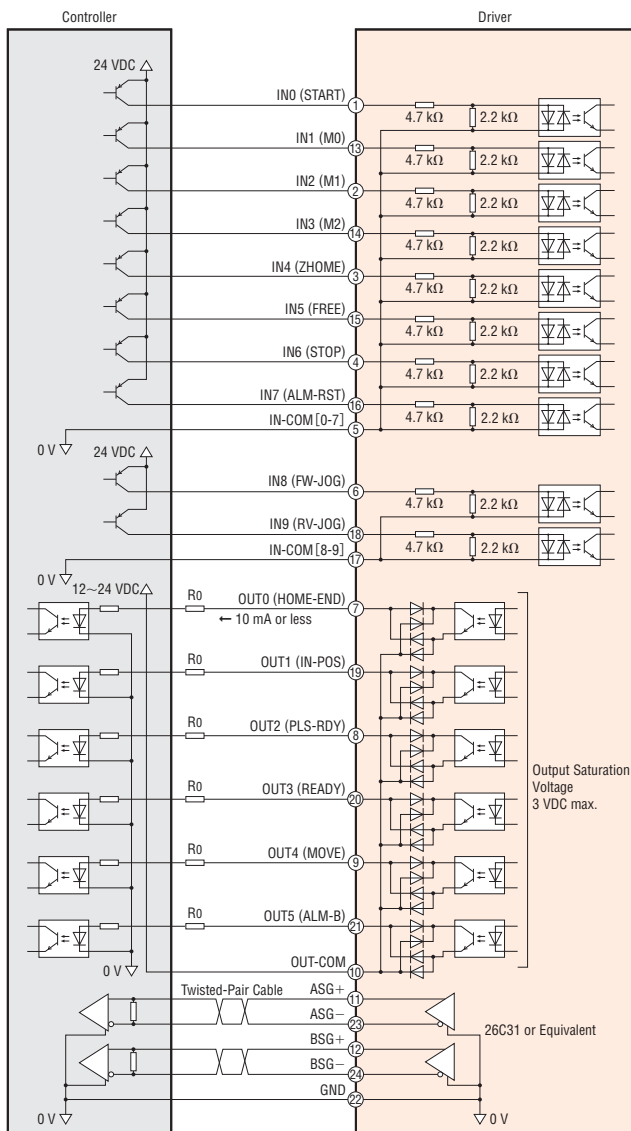 Controller
Driver
24 VDC
IN0 (START)
1
4.7 kΩ
2.2 kΩ
IN1 (M0)
13
4.7 kΩ
2.2 kΩ
IN2 (M1)
2
4.7 kΩ
2.2 kΩ
IN3 (M2)
14
4.7 kΩ
2.2 kΩ
IN4 (ZHOME)
3
4.7 kΩ
2.2 kΩ
IN5 (FREE)
15
4.7 kΩ
2.2 kΩ
IN6 (STOP)
4
4.7 kΩ
2.2 kΩ
IN7 (ALM-RST)
16
4.7 kΩ
2.2 kΩ
IN-COM [0-7]
5
0 V
24 VDC
IN8 (FW-JOG)
6
4.7 kΩ
2.2 kΩ
IN9 (RV-JOG)
18
4.7 kΩ
2.2 kΩ
IN-COM [8-9]
17
0 V
12~24 VDC
R0
OUT0 (HOME-END)
7
← 10 mA or less
R0
OUT1 (IN-POS)
19
R0
OUT2 (PLS-RDY)
8
Output Saturation
Voltage
3 VDC max.
R0
OUT3 (READY)
20
R0
OUT4 (MOVE)
9
R0
OUT5 (ALM-B)
21
0 V
OUT-COM
10
Twisted-Pair Cable
ASG+
11
ASG−
23
26C31 or Equivalent
BSG+
12
BSG−
24
GND
22
0 V
0 V